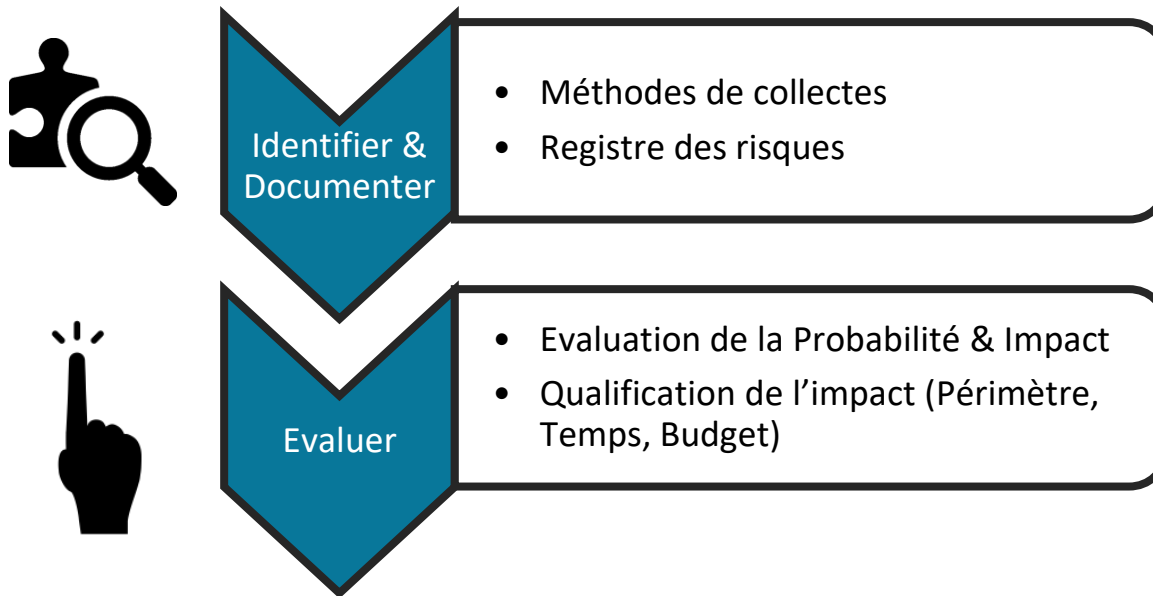 Identifier &
Documenter
• Méthodes de collectes
• Registre des risques
Evaluer
• Evaluation de la Probabilité & Impact
• Qualification de l’impact (Périmètre,
Temps, Budget)